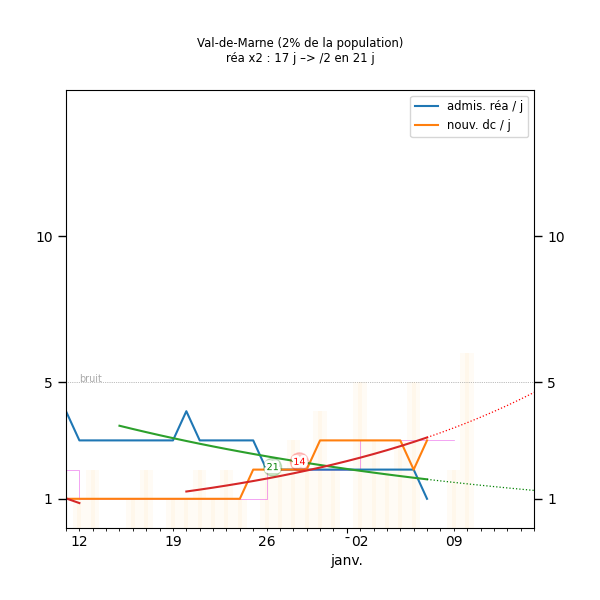 Val-de-Marne (2% de la population)
réa x2 : 17 j –> /2 en 21 j
admis. réa / j
nouv. dc / j
10
10
bruit
5
5
21
14
1
1
12
19
26
02
09
janv.